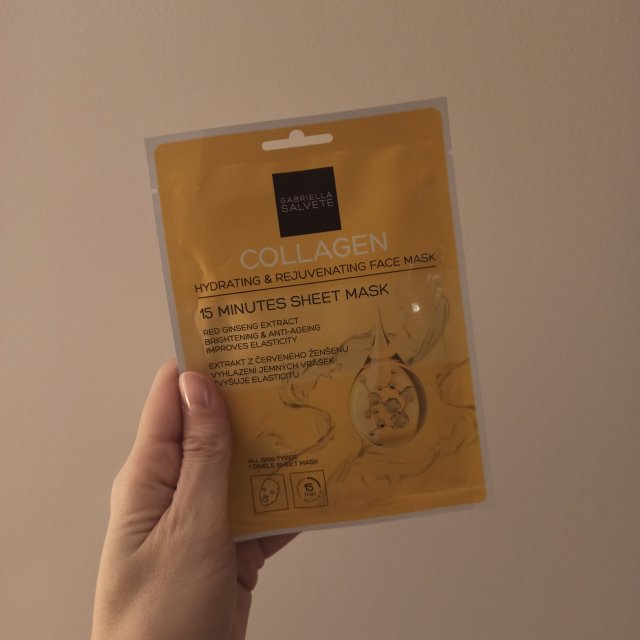 GABRIELLA
SALVETE
COLLAGEN
HYDRATING & REJUVENATING FACE MASK
15 MINUTES SHEET MASK
RED GINSENG EXTRACT
BRIGHTENING & ANTI-AGEING
IMPROVES ELASTICITY
EXTRAKT Z ČERVENÉHO ŽENŠENU
VYHLAZENÍ JEMNÝCH VRÁSEK
ZVYŠUJE ELASTICITU
ALL SKIN TYPES
1 SINGLE SHEET MASK
15
min